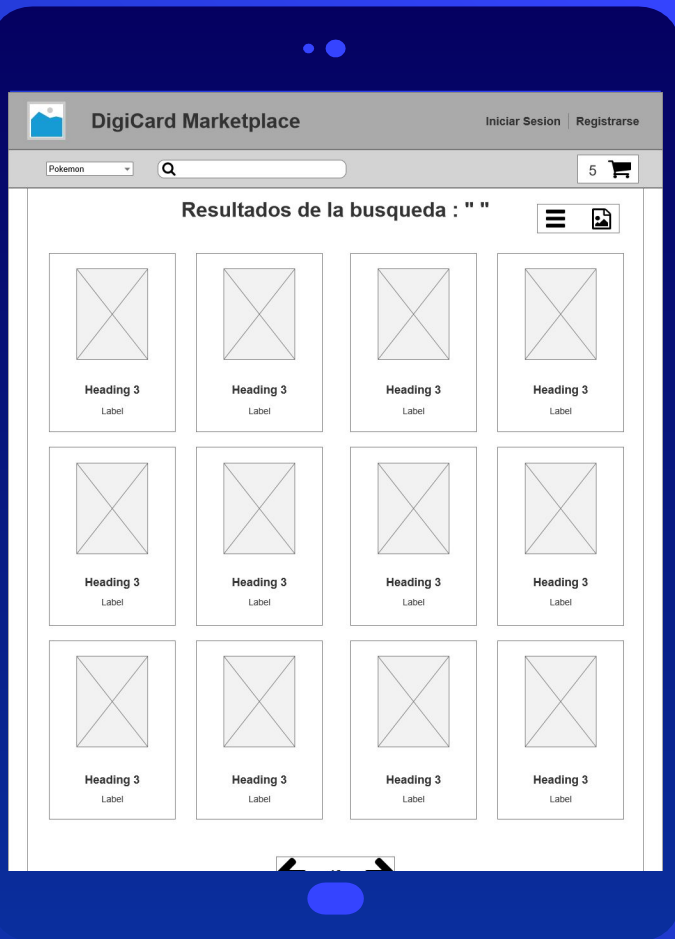 DigiCard Marketplace
Iniciar Sesion Registrarse
Pokemon
5
Resultados de la busqueda : " "
Heading 3 Heading 3 Heading 3 Heading 3
Label Label Label Label
Heading 3 Heading 3 Heading 3 Heading 3
Label Label Label Label
Heading 3 Heading 3 Heading 3 Heading 3
Label Label Label Label